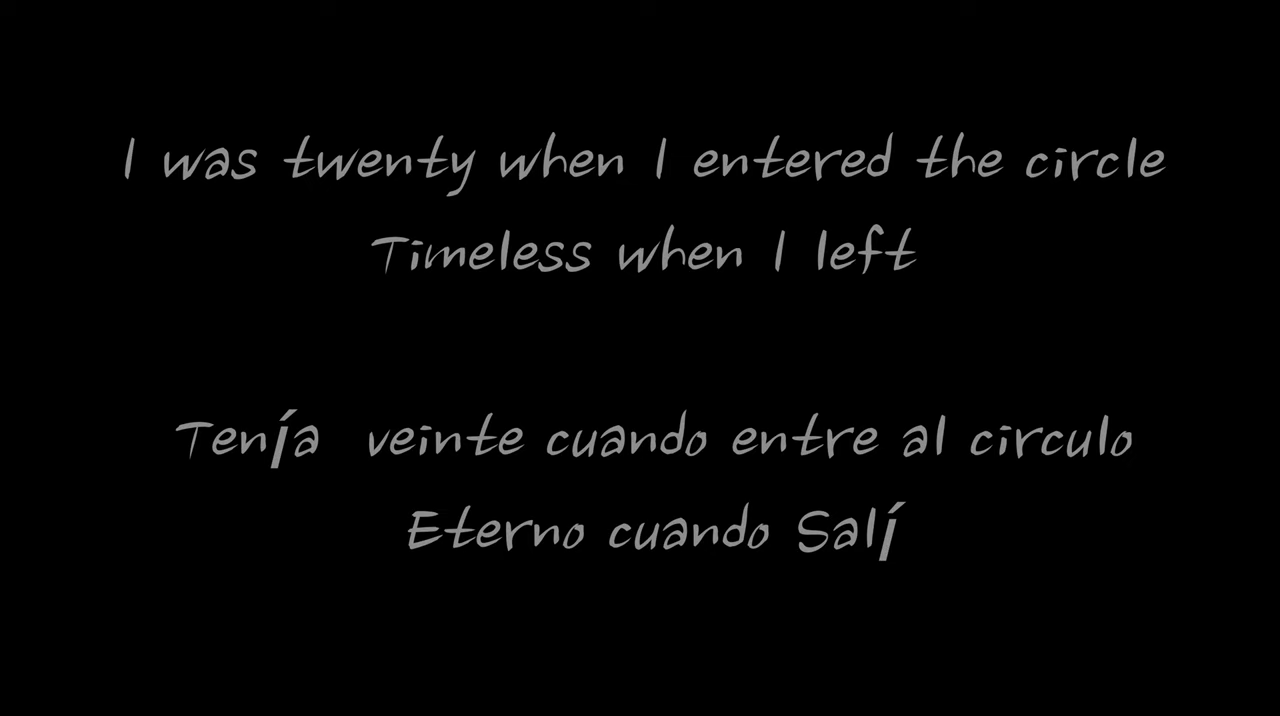 I was twenty when I entered the circle
Timeless when I left
Tenía veinte cuando entre al circulo
Eterno cuando Salí